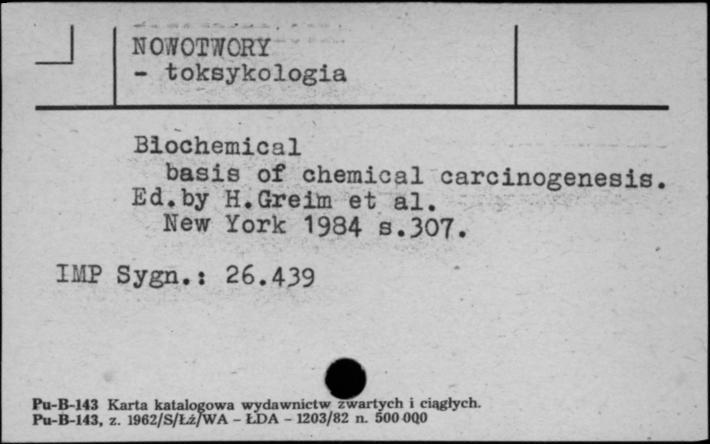 NOWOTWORY
- toksykologia
Biochemical
basis of chemical carcinogenesis.
Ed.by H.Greim et al.
New York 1984 s.307.
IMP Sygn.: 26.439
Pu-B-143 Karta katalogowa wydawnictw zwartych i ciągłych.
Pu-B-143, z. 1962/S/Łż/WA - ŁDA - 1203/82 n. 500 000